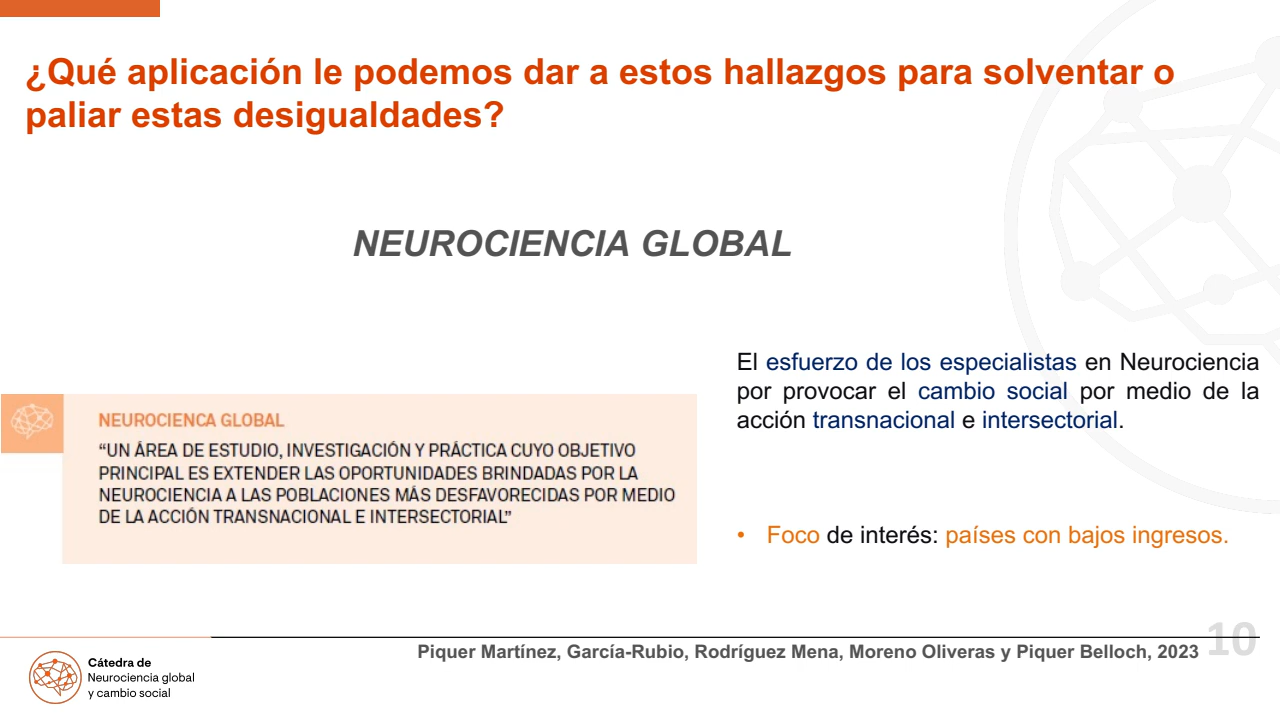 ¿Qué aplicación le podemos dar a estos hallazgos para solventar o
paliar estas desigualdades?
NEUROCIENCIA GLOBAL
NEUROCIENCA GLOBAL
“UN ÁREA DE ESTUDIO, INVESTIGACIÓN Y PRÁCTICA CUYO OBJETIVO
PRINCIPAL ES EXTENDER LAS OPORTUNIDADES BRINDADAS POR LA
NEUROCIENCIA A LAS POBLACIONES MÁS DESFAVORECIDAS POR MEDIO
DE LA ACCIÓN TRANSNACIONAL E INTERSECTORIAL”
El esfuerzo de los especialistas en Neurociencia
por provocar el cambio social por medio de la
acción transnacional e intersectorial.
• Foco de interés: países con bajos ingresos.
Piquer Martínez, García-Rubio, Rodríguez Mena, Moreno Oliveras y Piquer Belloch, 2023
10
Cátedra de
Neurociencia global
y cambio social